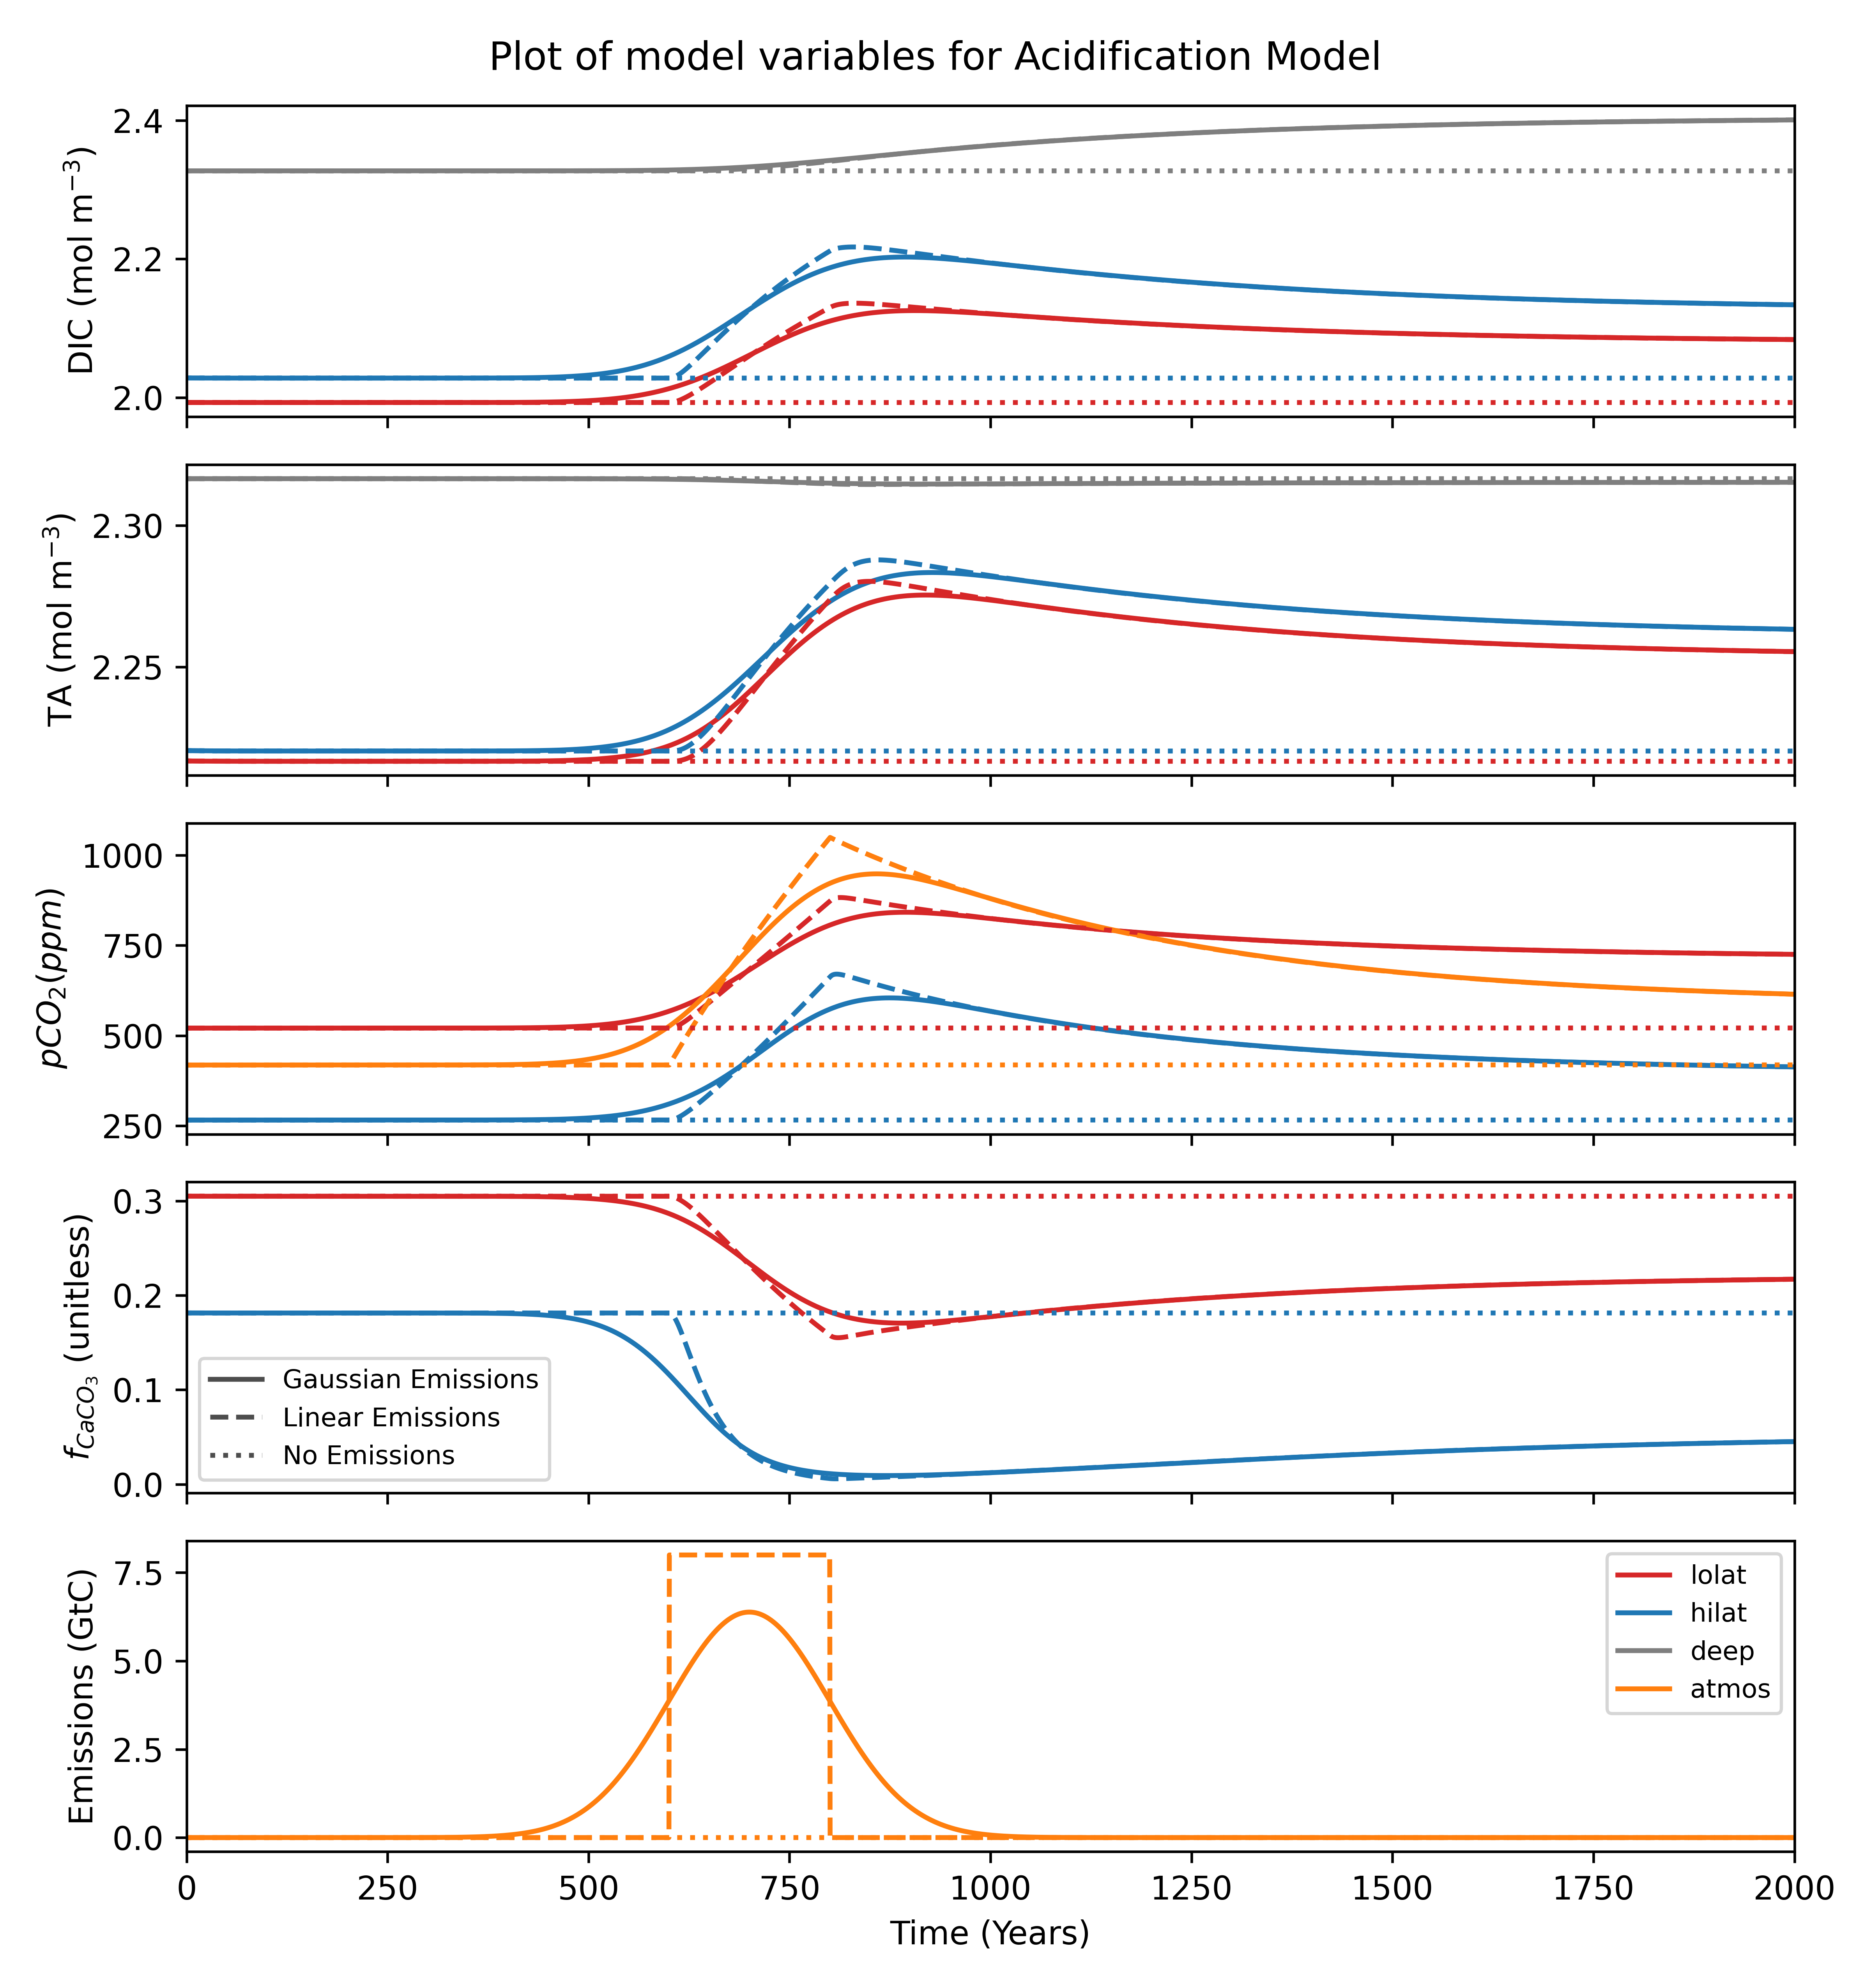 Plot of model variables for Acidification Model
2.4
2.2
2.0
DIC (mol m⁻³)
2.30
2.25
TA (mol m⁻³)
1000
750
500
250
pCO₂(ppm)
0.3
0.2
0.1
0.0
f_CaCO₃ (unitless)
Gaussian Emissions
Linear Emissions
No Emissions
7.5
5.0
2.5
0.0
Emissions (GtC)
lolat
hilat
deep
atmos
0 250 500 750 1000 1250 1500 1750 2000
Time (Years)